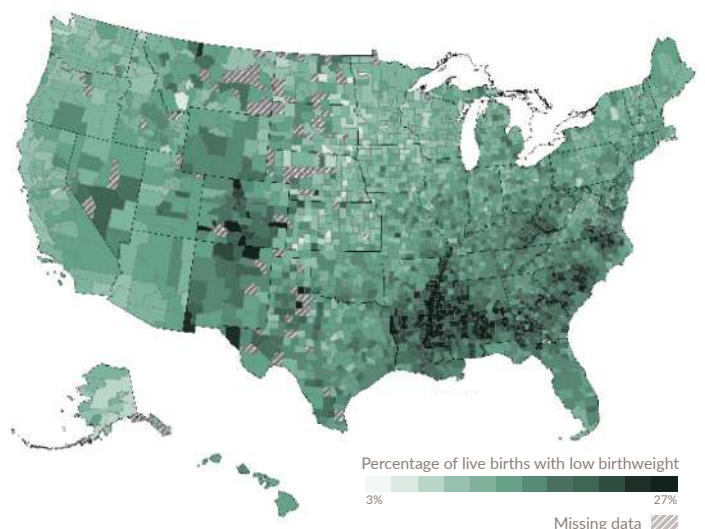 Percentage of live births with low birthweight
3% 27%
Missing data